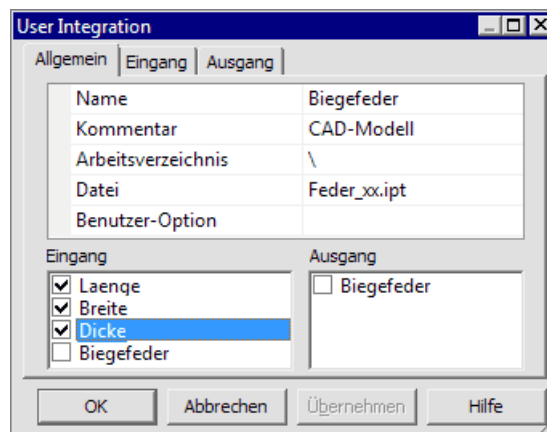 User Integration
Allgemein Eingang Ausgang
Name Biegefeder
Kommentar CAD-Modell
Arbeitsverzeichnis \
Datei Feder_xx.ipt
Benutzer-Option
Eingang Ausgang
Laenge Biegefeder
Breite
Dicke
Biegefeder
OK Abbrechen Übernehmen Hilfe